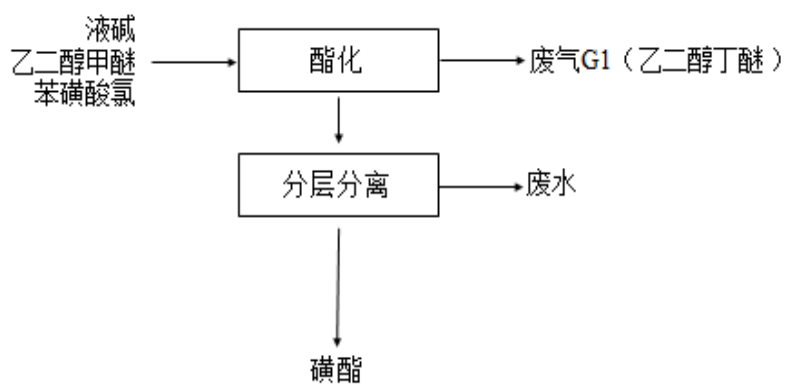 液碱
乙二醇甲醚
苯磺酸氯
酯化
废气G1（乙二醇丁醚）
分层分离
废水
磺酯